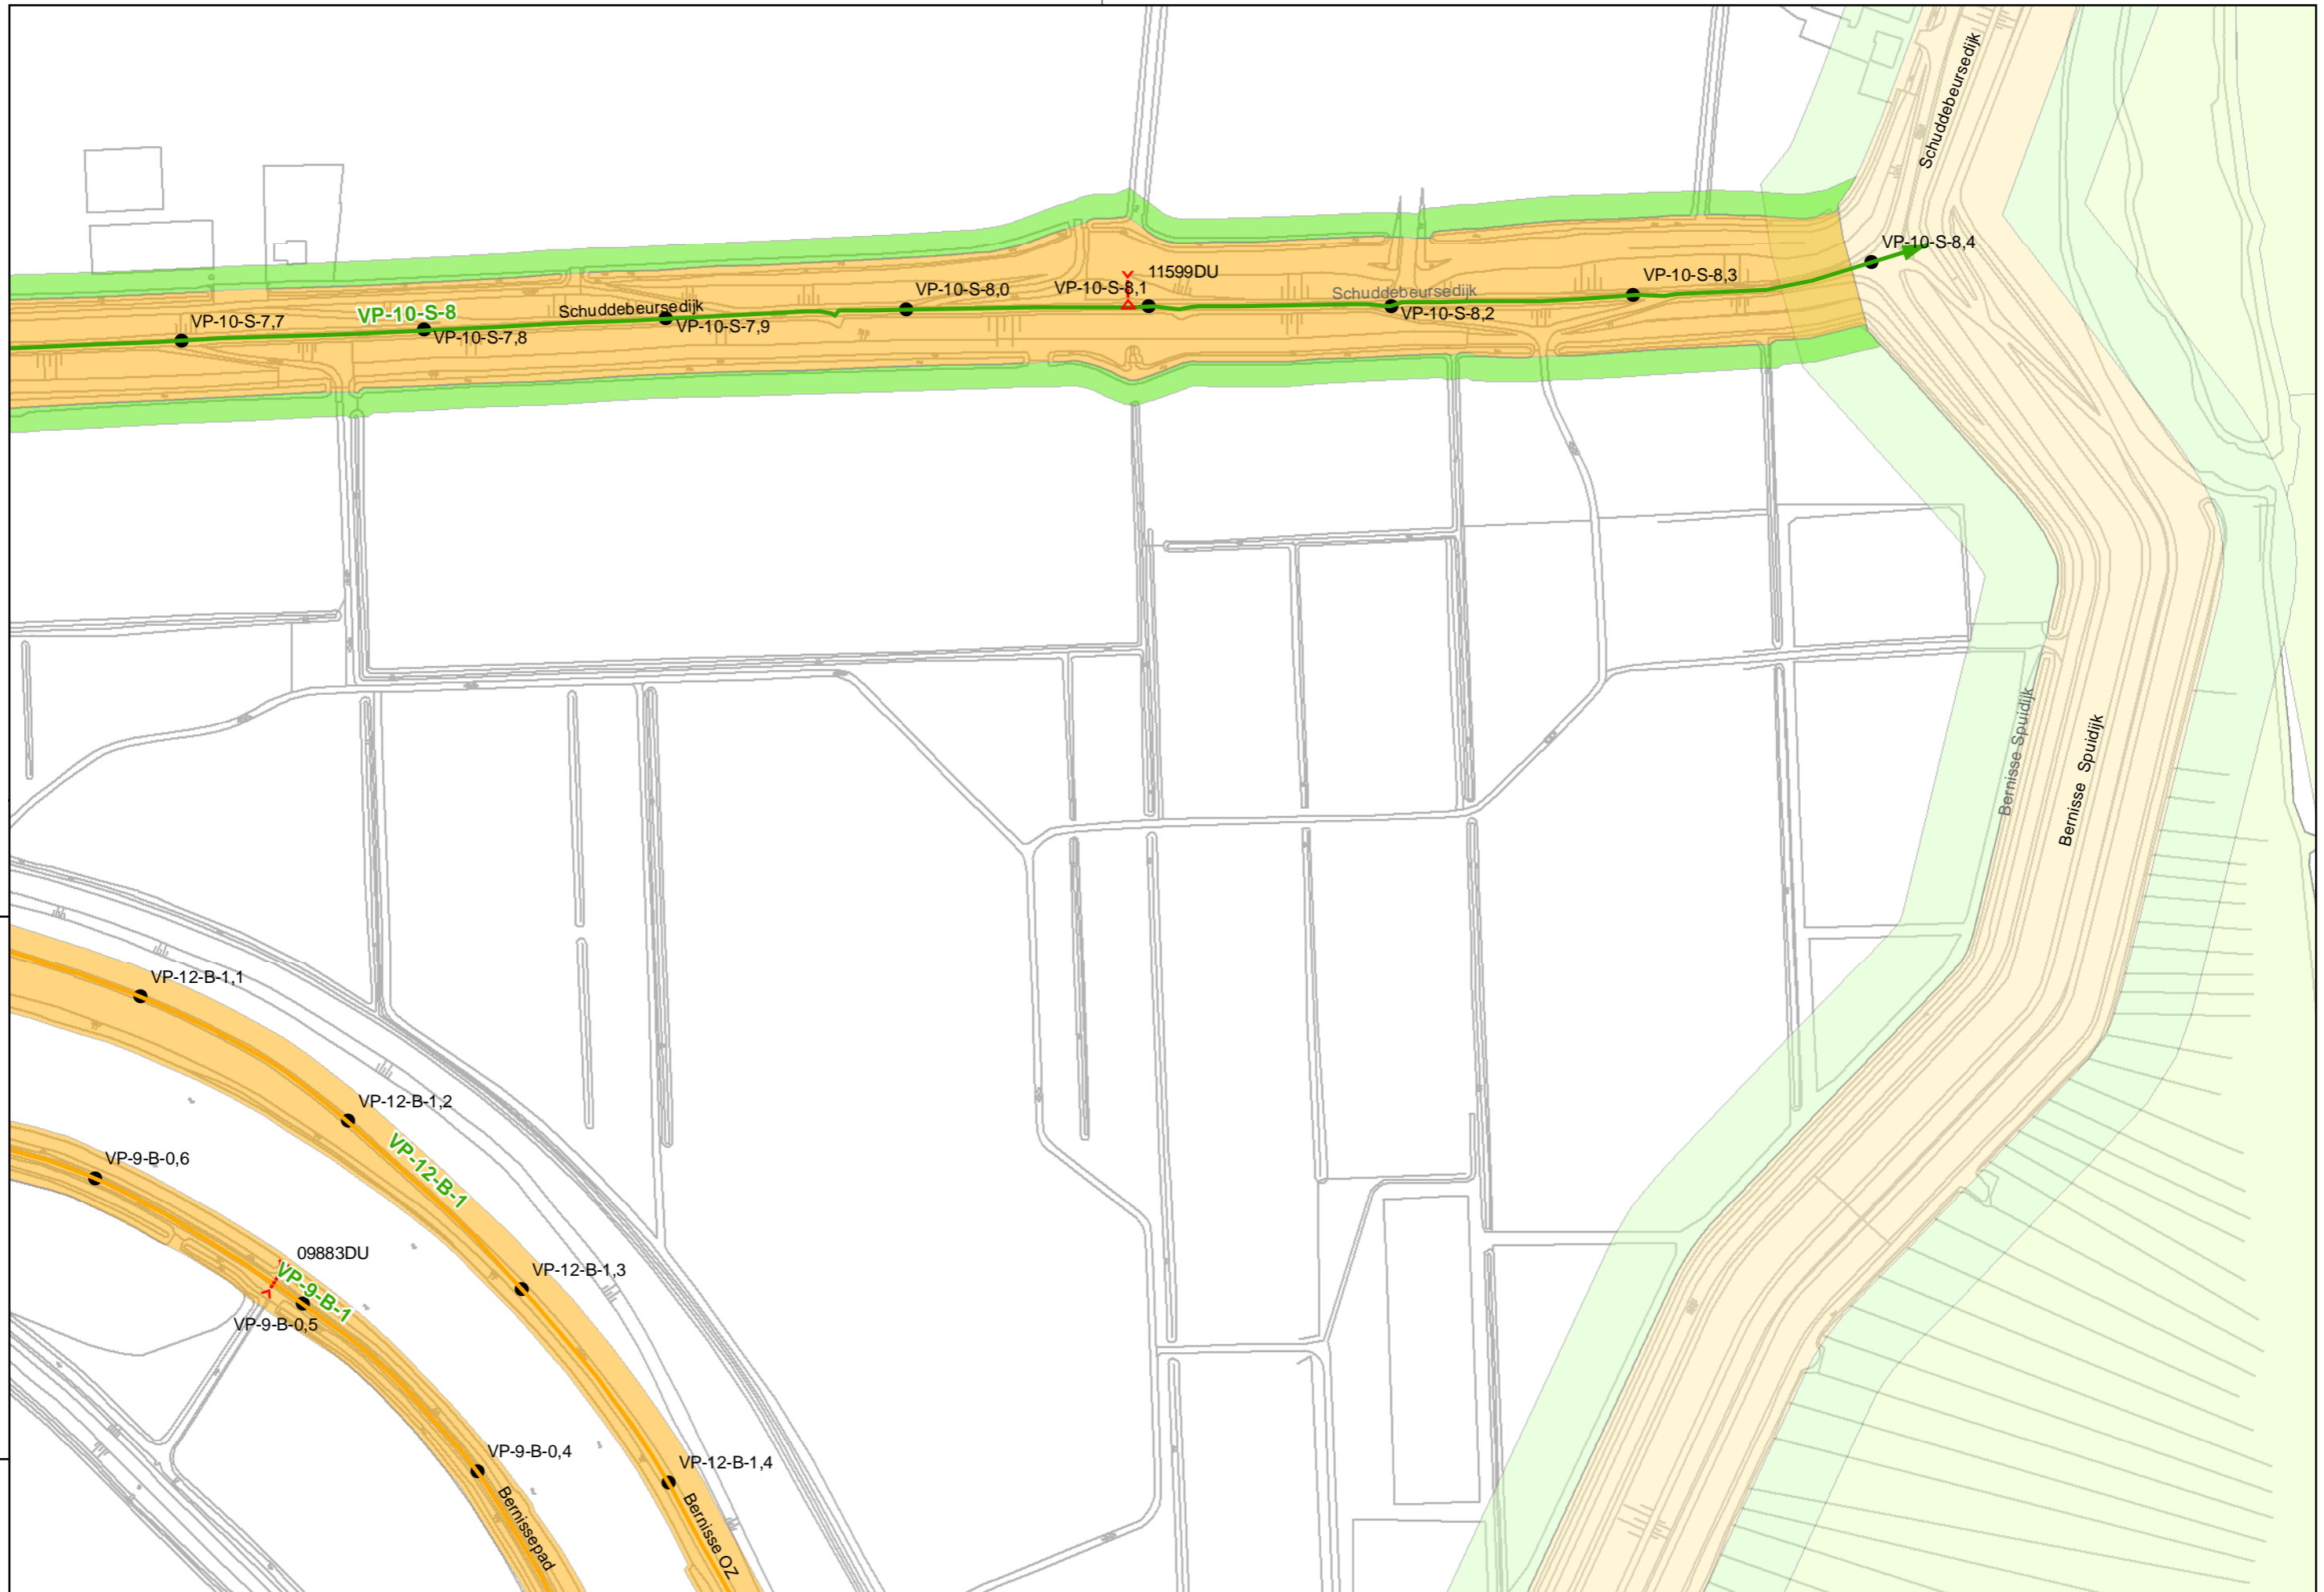 Schuddebeursedijk
VP-10-S-8,4
11599DU
VP-10-S-8,3
VP-10-S-8,1
VP-10-S-8,0
Schuddebeursedijk
Schuddebeursedijk
VP-10-S-8
VP-10-S-7,7
VP-10-S-8,2
VP-10-S-7,9
VP-10-S-7,8
Bernisse Spuidijk
Bernisse Spuidijk
VP-12-B-1,1
VP-12-B-1,2
VP-12-B-1
VP-9-B-0,6
09883DU
VP-12-B-1,3
VP-9-B-1
VP-9-B-0,5
VP-9-B-0,4
VP-12-B-1,4
Bernissepad
Bernisse OZ